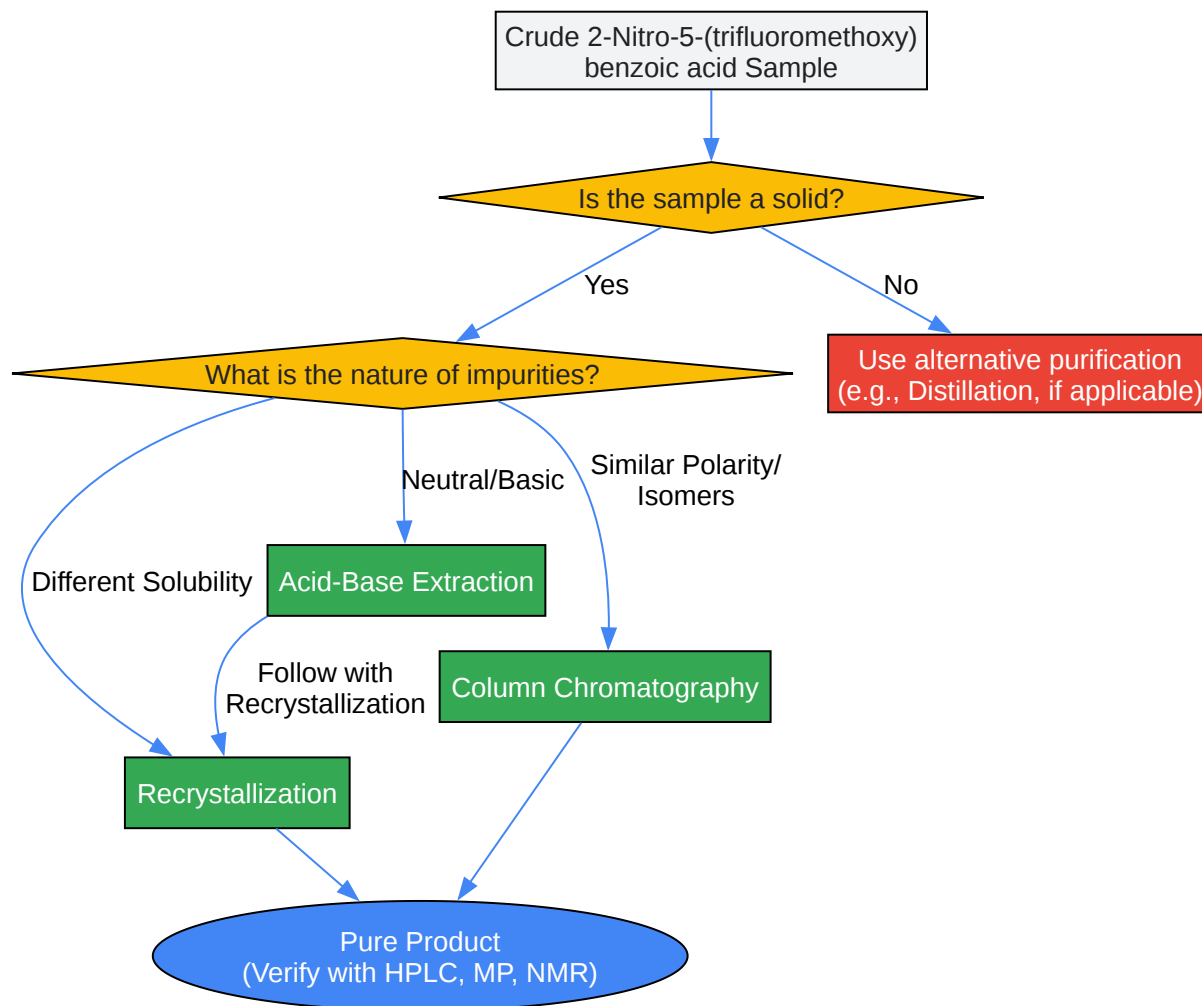 Crude 2-Nitro-5-(trifluoromethoxy)
benzoic acid Sample
Is the sample a solid?
Yes
No
What is the nature of impurities?
Use alternative purification
(e.g., Distillation, if applicable)
Neutral/Basic
Similar Polarity/
Isomers
Different Solubility
Acid-Base Extraction
Follow with
Recrystallization
Column Chromatography
Recrystallization
Pure Product
(Verify with HPLC, MP, NMR)